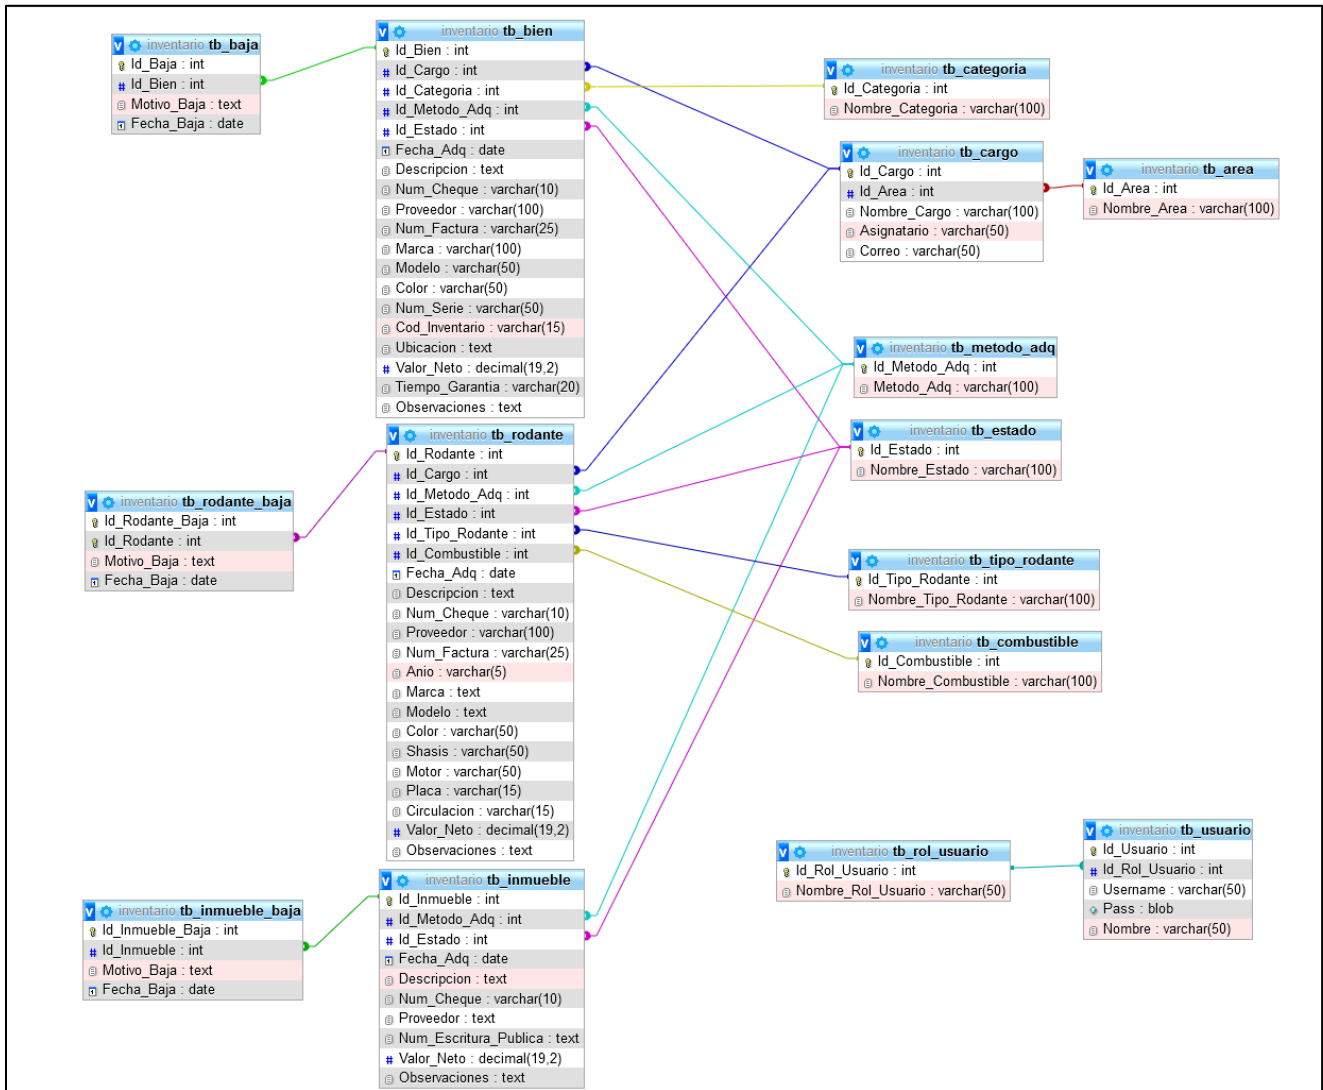 inventario tb_baja
Id_Baja : int
Id_Bien : int
Motivo_Baja : text
Fecha_Baja : date
inventario tb_bien
Id_Bien : int
Id_Cargo : int
Id_Categoria : int
Id_Metodo_Adq : int
Id_Estado : int
Fecha_Adq : date
Descripcion : text
Num_Cheque : varchar(10)
Proveedor : varchar(100)
Num_Factura : varchar(25)
Marca : varchar(100)
Modelo : varchar(50)
Color : varchar(50)
Num_Serie : varchar(50)
Cod_Inventario : varchar(15)
Ubicacion : text
Valor_Neto : decimal(19,2)
Tiempo_Garantia : varchar(20)
Observaciones : text
inventario tb_categoria
Id_Categoria : int
Nombre_Categoria : varchar(100)
inventario tb_cargo
Id_Cargo : int
Id_Area : int
Nombre_Cargo : varchar(100)
Asignatario : varchar(50)
Correo : varchar(50)
inventario tb_area
Id_Area : int
Nombre_Area : varchar(100)
inventario tb_metodo_adq
Id_Metodo_Adq : int
Metodo_Adq : varchar(100)
inventario tb_estado
Id_Estado : int
Nombre_Estado : varchar(100)
inventario tb_rodante
Id_Rodante : int
Id_Cargo : int
Id_Metodo_Adq : int
Id_Estado : int
Id_Tipo_Rodante : int
Id_Combustible : int
Fecha_Adq : date
Descripcion : text
Num_Cheque : varchar(10)
Proveedor : varchar(100)
Num_Factura : varchar(25)
Anio : varchar(5)
Marca : text
Modelo : text
Color : varchar(50)
Shasis : varchar(50)
Motor : varchar(50)
Placa : varchar(15)
Circulacion : varchar(15)
Valor_Neto : decimal(19,2)
Observaciones : text
inventario tb_rodante_baja
Id_Rodante_Baja : int
Id_Rodante : int
Motivo_Baja : text
Fecha_Baja : date
inventario tb_tipo_rodante
Id_Tipo_Rodante : int
Nombre_Tipo_Rodante : varchar(100)
inventario tb_combustible
Id_Combustible : int
Nombre_Combustible : varchar(100)
inventario tb_rol_usuario
Id_Rol_Usuario : int
Nombre_Rol_Usuario : varchar(50)
inventario tb_usuario
Id_Usuario : int
Id_Rol_Usuario : int
Username : varchar(50)
Pass : blob
Nombre : varchar(50)
inventario tb_inmueble
Id_Inmueble : int
Id_Metodo_Adq : int
Id_Estado : int
Fecha_Adq : date
Descripcion : text
Num_Cheque : varchar(10)
Proveedor : text
Num_Escritura_Publica : text
Valor_Neto : decimal(19,2)
Observaciones : text
inventario tb_inmueble_baja
Id_Inmueble_Baja : int
Id_Inmueble : int
Motivo_Baja : text
Fecha_Baja : date